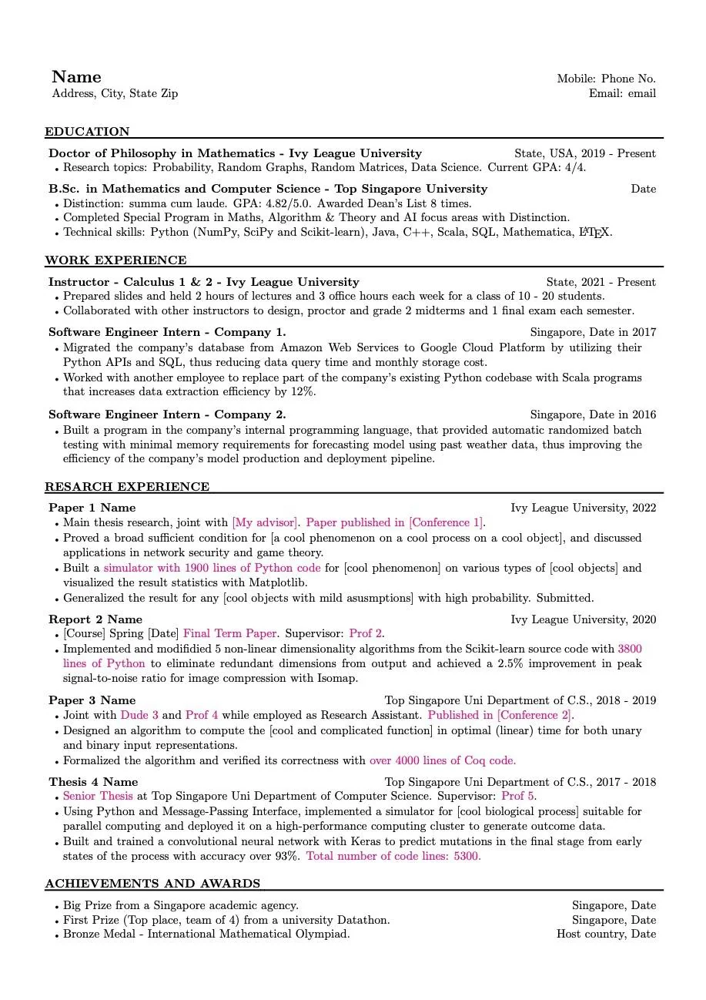 Name
Mobile: Phone No.
Address, City, State Zip
Email: email
EDUCATION
Doctor of Philosophy in Mathematics - Ivy League University State, USA, 2019 - Present
• Research topics: Probability, Random Graphs, Random Matrices, Data Science. Current GPA: 4/4.
B.Sc. in Mathematics and Computer Science - Top Singapore University Date
• Distinction: summa cum laude. GPA: 4.82/5.0. Awarded Dean's List 8 times.
• Completed Special Program in Maths, Algorithm & Theory and AI focus areas with Distinction.
• Technical skills: Python (NumPy, SciPy and Scikit-learn), Java, C++, Scala, SQL, Mathematica, LATEX.
WORK EXPERIENCE
Instructor - Calculus 1 & 2 - Ivy League University State, 2021 - Present
• Prepared slides and held 2 hours of lectures and 3 office hours each week for a class of 10 - 20 students.
• Collaborated with other instructors to design, proctor and grade 2 midterms and 1 final exam each semester.
Software Engineer Intern - Company 1. Singapore, Date in 2017
• Migrated the company's database from Amazon Web Services to Google Cloud Platform by utilizing their
Python APIs and SQL, thus reducing data query time and monthly storage cost.
• Worked with another employee to replace part of the company's existing Python codebase with Scala programs
that increases data extraction efficiency by 12%.
Software Engineer Intern - Company 2. Singapore, Date in 2016
• Built a program in the company's internal programming language, that provided automatic randomized batch
testing with minimal memory requirements for forecasting model using past weather data, thus improving the
efficiency of the company's model production and deployment pipeline.
RESARCH EXPERIENCE
Paper 1 Name Ivy League University, 2022
• Main thesis research, joint with [My advisor]. Paper published in [Conference 1].
• Proved a broad sufficient condition for [a cool phenomenon on a cool process on a cool object], and discussed
applications in network security and game theory.
• Built a simulator with 1900 lines of Python code for [cool phenomenon] on various types of [cool objects] and
visualized the result statistics with Matplotlib.
• Generalized the result for any [cool objects with mild asusmptions] with high probability. Submitted.
Report 2 Name Ivy League University, 2020
• [Course] Spring [Date] Final Term Paper. Supervisor: Prof 2.
• Implemented and modifidied 5 non-linear dimensionality algorithms from the Scikit-learn source code with 3800
lines of Python to eliminate redundant dimensions from output and achieved a 2.5% improvement in peak
signal-to-noise ratio for image compression with Isomap.
Paper 3 Name Top Singapore Uni Department of C.S., 2018 - 2019
• Joint with Dude 3 and Prof 4 while employed as Research Assistant. Published in [Conference 2].
• Designed an algorithm to compute the [cool and complicated function] in optimal (linear) time for both unary
and binary input representations.
• Formalized the algorithm and verified its correctness with over 4000 lines of Coq code.
Thesis 4 Name Top Singapore Uni Department of C.S., 2017 - 2018
• Senior Thesis at Top Singapore Uni Department of Computer Science. Supervisor: Prof 5.
• Using Python and Message-Passing Interface, implemented a simulator for [cool biological process] suitable for
parallel computing and deployed it on a high-performance computing cluster to generate outcome data.
• Built and trained a convolutional neural network with Keras to predict mutations in the final stage from early
states of the process with accuracy over 93%. Total number of code lines: 5300.
ACHIEVEMENTS AND AWARDS
• Big Prize from a Singapore academic agency. Singapore, Date
• First Prize (Top place, team of 4) from a university Datathon. Singapore, Date
• Bronze Medal - International Mathematical Olympiad. Host country, Date